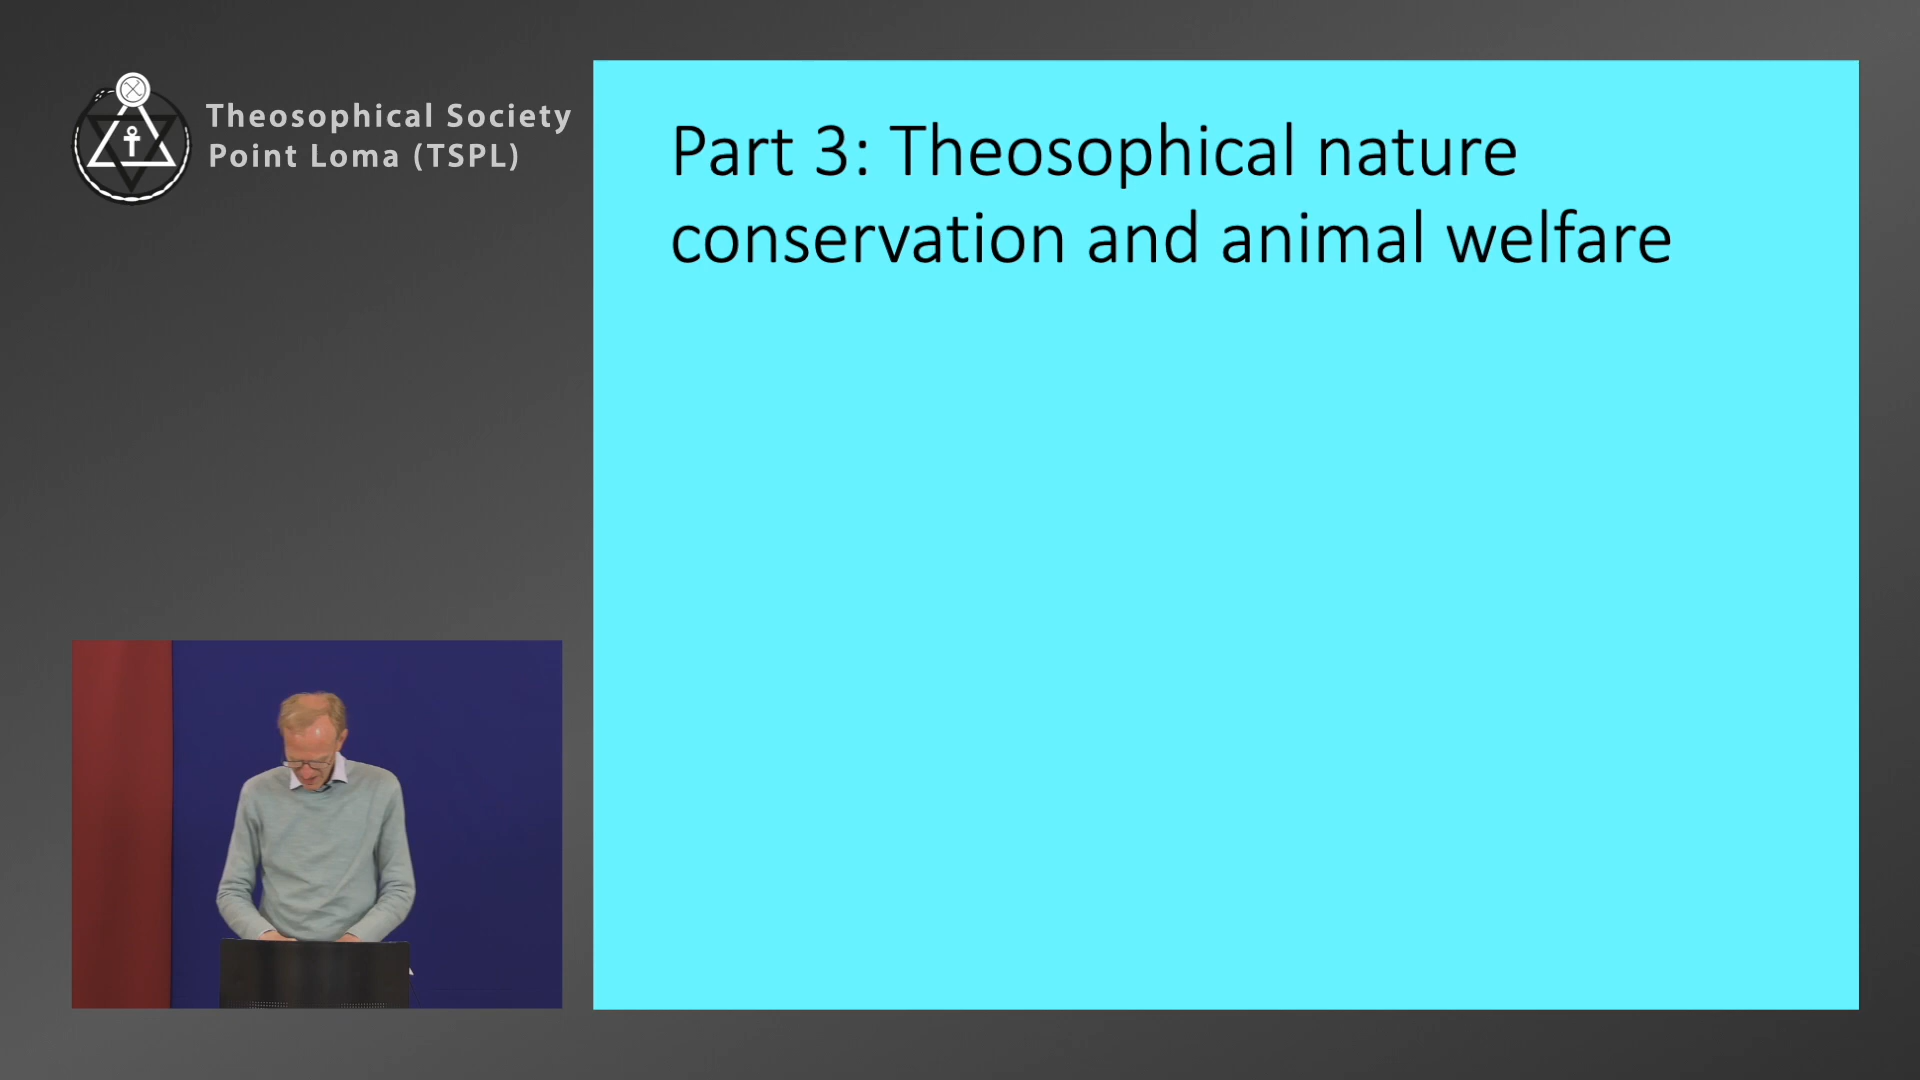 Theosophical Society
Point Loma (TSPL)
Part 3: Theosophical nature
conservation and animal welfare